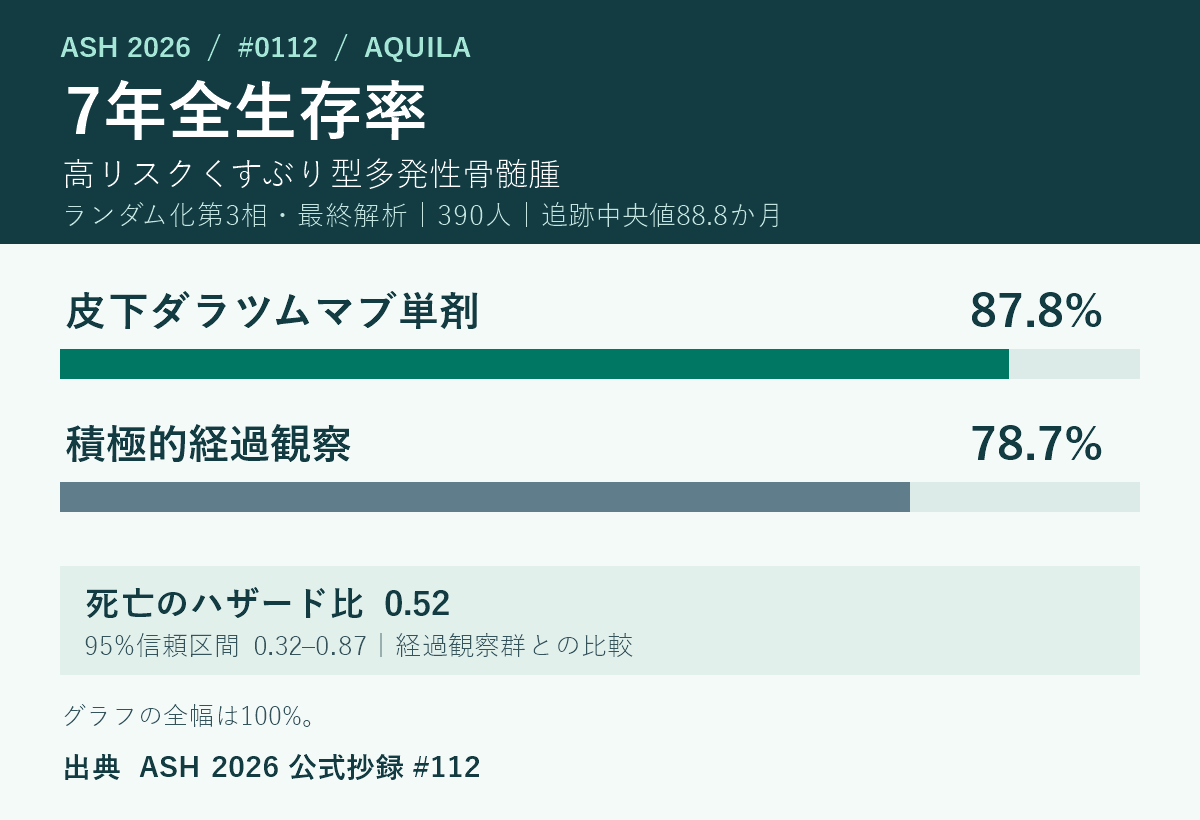 ASH 2026 / #0112 / AQUILA
7年全生存率
高リスクくすぶり型多発性骨髄腫
ランダム化第3相・最終解析｜390人｜追跡中央値88.8か月
皮下ダラツムマブ単剤 87.8%
積極的経過観察 78.7%
死亡のハザード比 0.52
95%信頼区間 0.32–0.87｜経過観察群との比較
グラフの全幅は100%。
出典 ASH 2026 公式抄録 #112